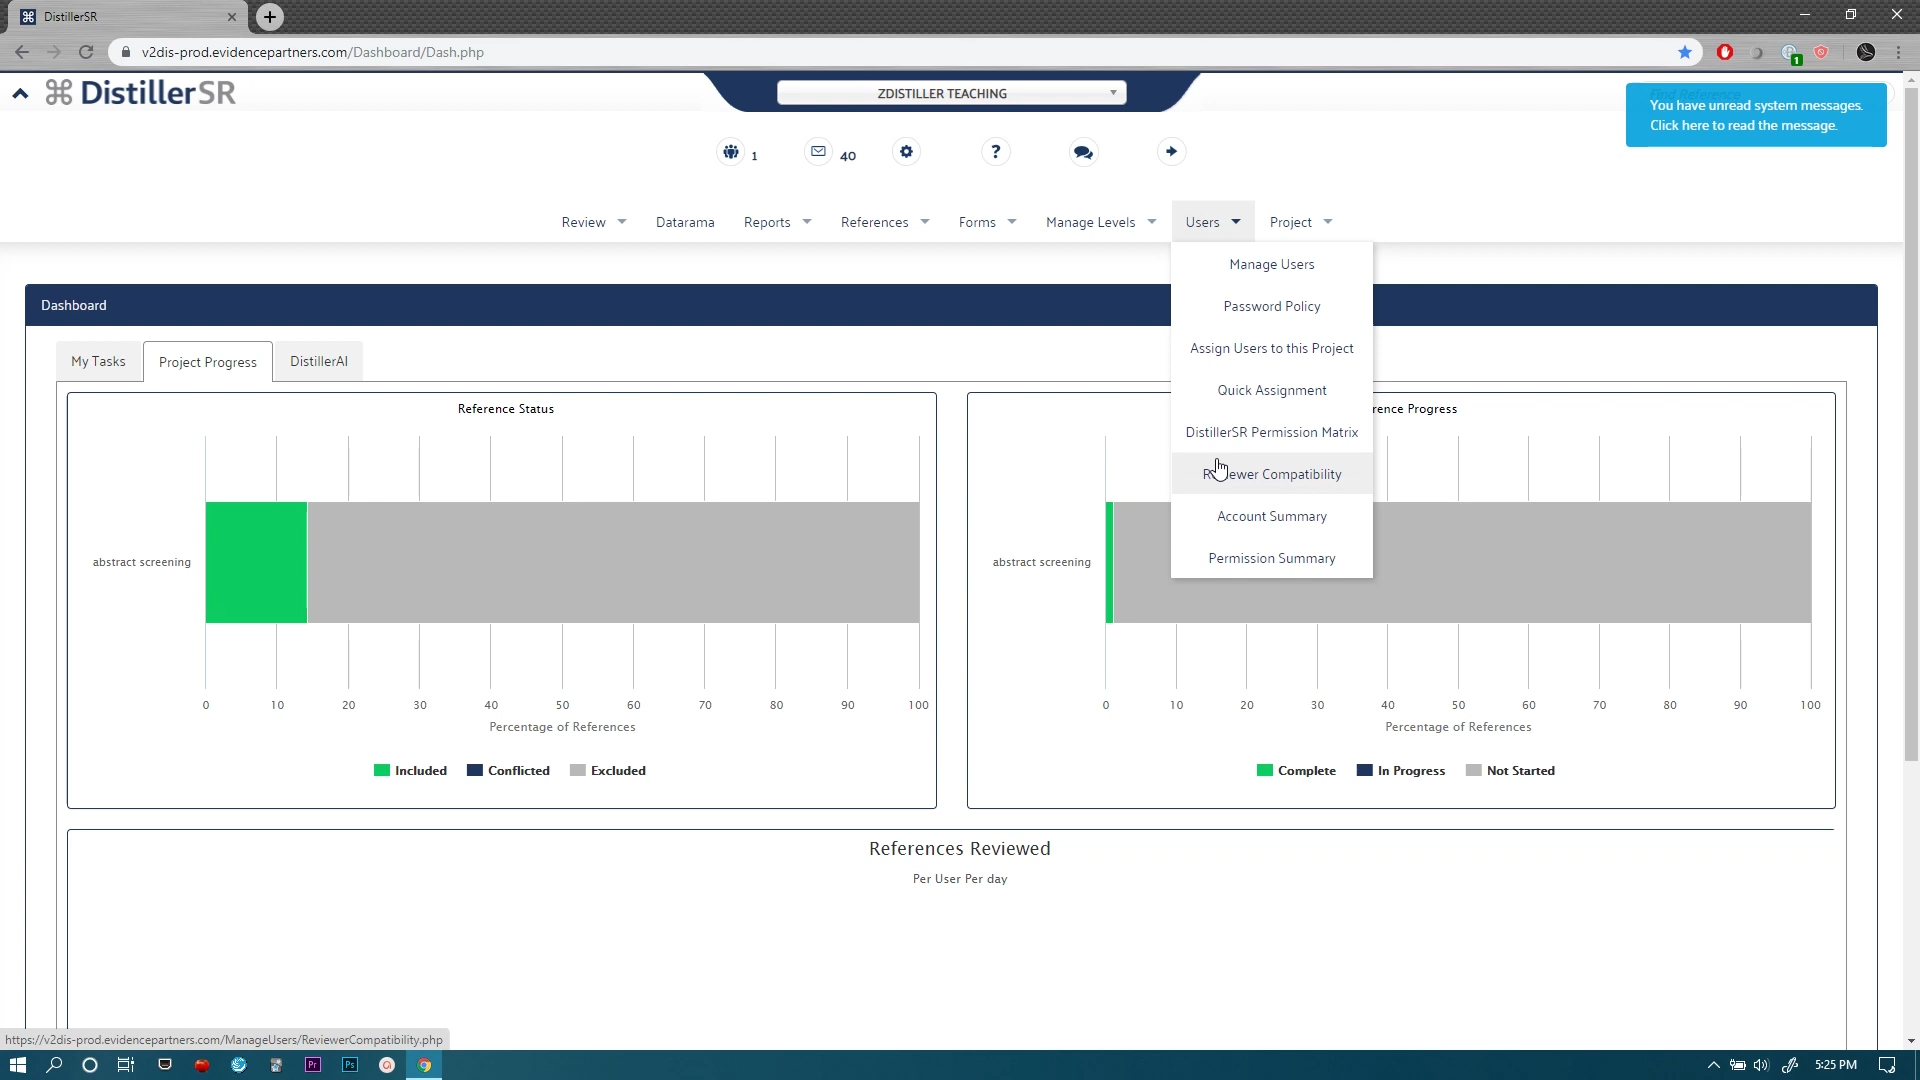 DistillerSR
v2dis-prod.evidencepartners.com/Dashboard/Dash.php
1
DistillerSR
ZDISTILLER TEACHING
Find Reference
You have unread system messages.
Click here to read the message.
1
40
?
Review
Datarama
Reports
References
Forms
Manage Levels
Users
Project
Manage Users
Password Policy
Assign Users to this Project
Quick Assignment
DistillerSR Permission Matrix
Compatibility
Account Summary
Permission Summary
Dashboard
My Tasks
Project Progress
DistillerAI
Reference Status
abstract screening
0 10 20 30 40 50 60 70 80 90 100
Percentage of References
Included Conflicted Excluded
rence Progress
abstract screening
0 10 20 30 40 50 60 70 80 90 100
Percentage of References
Complete In Progress Not Started
References Reviewed
Per User Per day
https://v2dis-prod.evidencepartners.com/ManageUsers/ReviewerCompatibility.php
Pr
Ps
5:25 PM